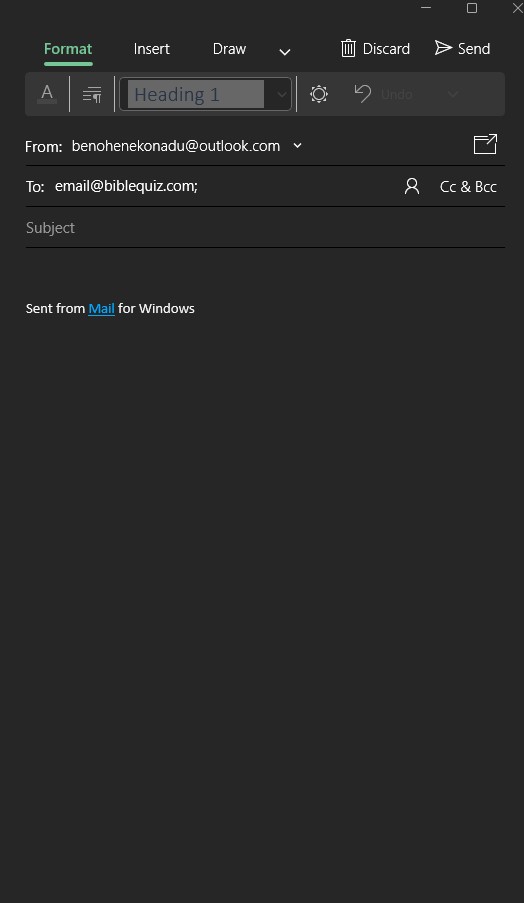 Format Insert Draw Discard Send
A Heading 1 Undo
From: benohenekonadu@outlook.com
To: email@biblequiz.com; Cc & Bcc
Subject
Sent from Mail for Windows